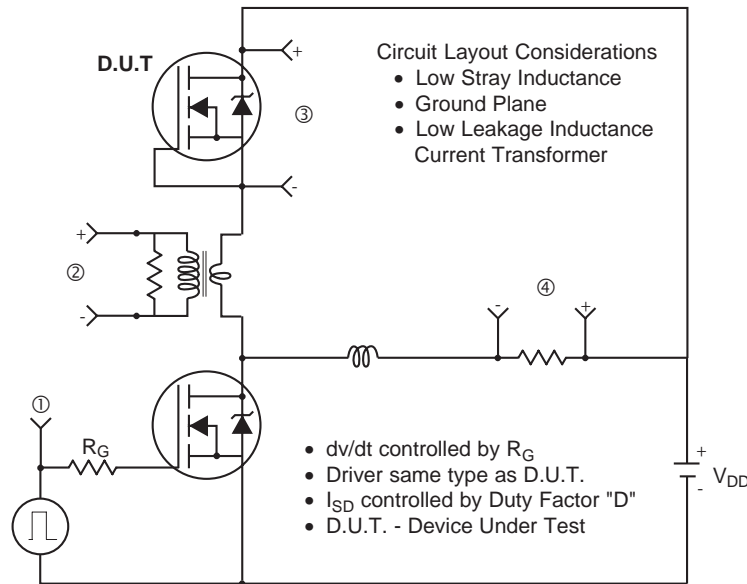 D.U.T
+
③
-
Circuit Layout Considerations
• Low Stray Inductance
• Ground Plane
• Low Leakage Inductance
Current Transformer
+
②
-
④
-
+
①
RG
• dv/dt controlled by RG
• Driver same type as D.U.T.
• ISD controlled by Duty Factor "D"
• D.U.T. - Device Under Test
+
VDD
-